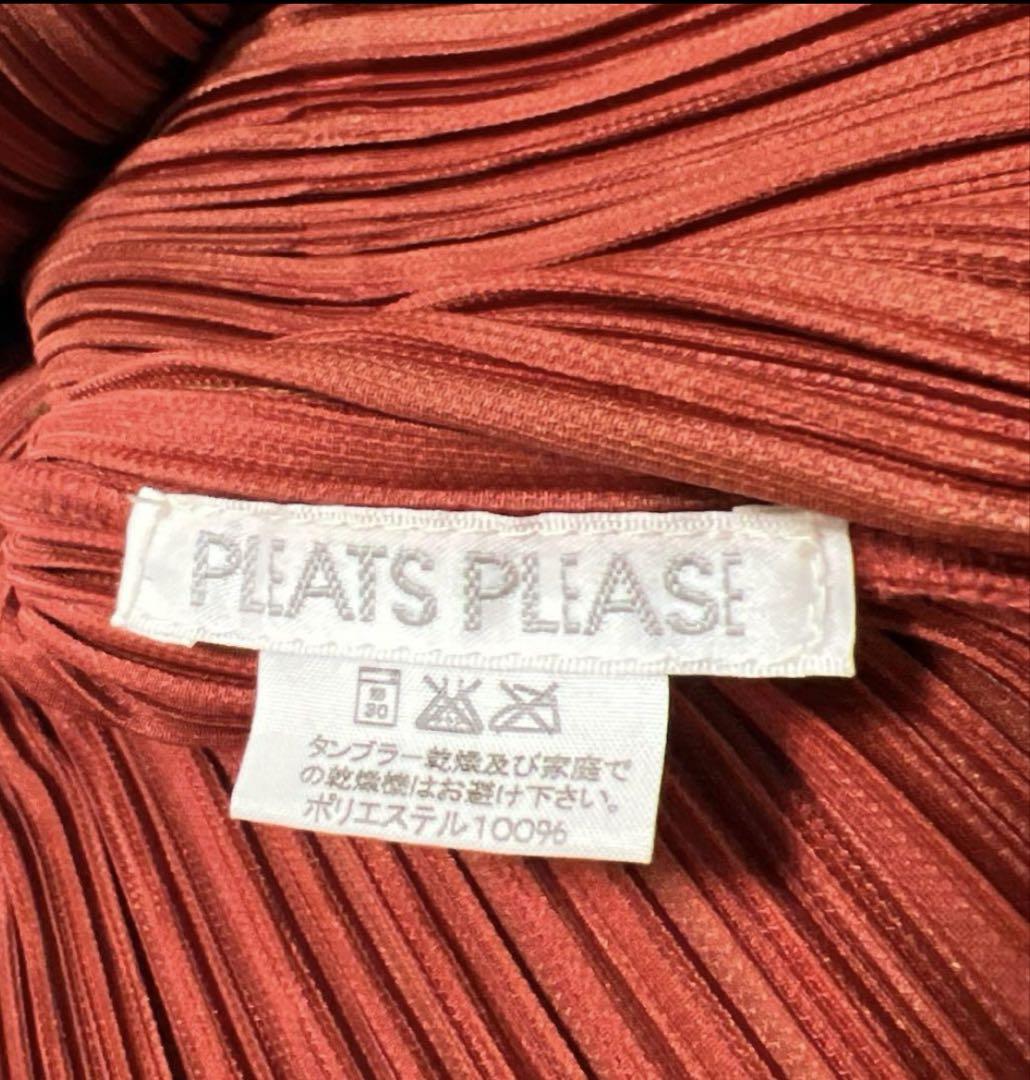 PLEATS PLEASE
30
タンブラー乾燥及び家庭で
の乾燥機はお避け下さい。
ポリエステル100%